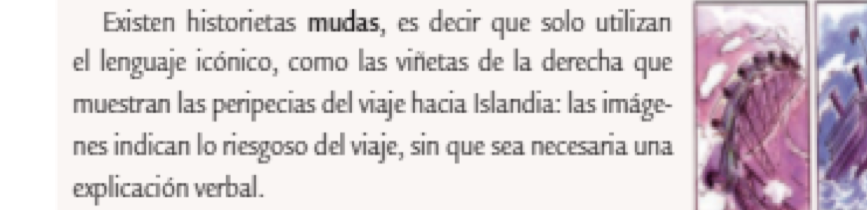 Existen historietas mudas, es decir que solo utilizan
el lenguaje icónico, como las viñetas de la derecha que
muestran las peripecias del viaje hacia Islandia: las imáge-
nes indican lo riesgoso del viaje, sin que sea necesaria una
explicación verbal.